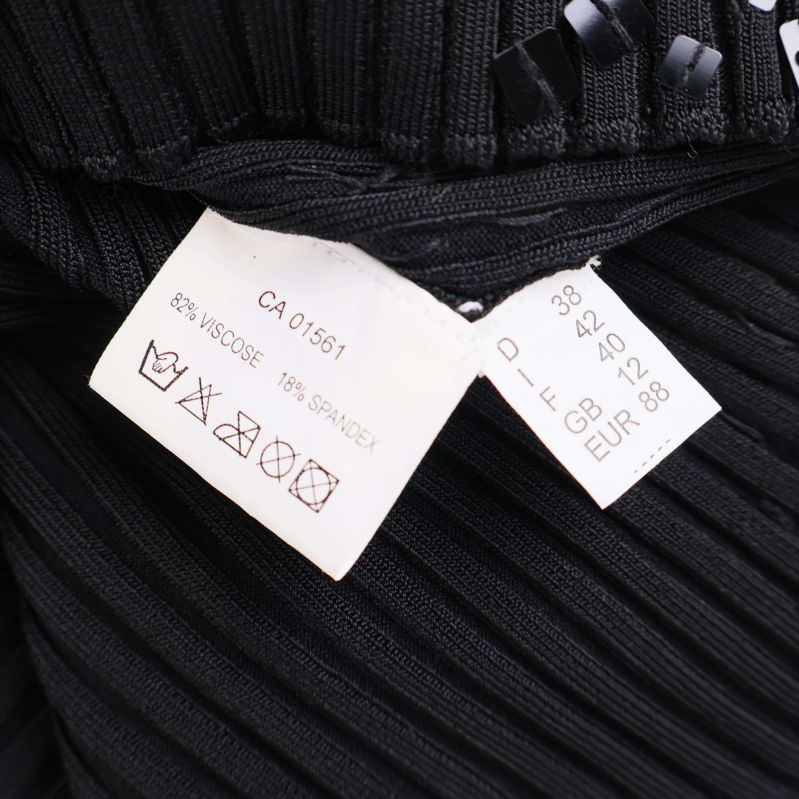 CA 01561
82% VISCOSE 18% SPANDEX
D 38
I 42
F 40
GB 12
EUR 88